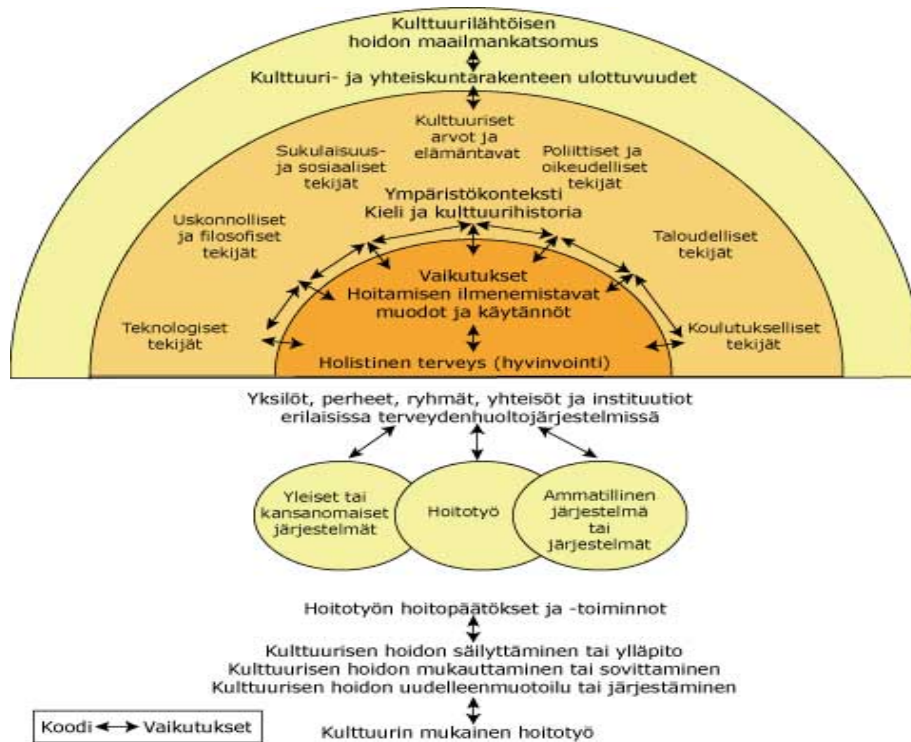 Kulttuurilähtöisen
hoidon maailmankatsomus
Kulttuuri- ja yhteiskuntarakenteen ulottuvuudet
Kulttuuriset
arvot ja
elämäntavat
Sukulaisuus-
ja sosiaaliset
tekijät
Poliittiset ja
oikeudelliset
tekijät
Ympäristökonteksti
Kieli ja kulttuurihistoria
Uskonnolliset
ja filosofiset
tekijät
Taloudelliset
tekijät
Vaikutukset
Hoitamisen ilmenemistavat
muodot ja käytännöt
Teknologiset
tekijät
Koulutukselliset
tekijät
Holistinen terveys (hyvinvointi)
Yksilöt, perheet, ryhmät, yhteisöt ja instituutiot
erilaisissa terveydenhuoltojärjestelmissä
Yleiset tai
kansanomaiset
järjestelmät
Hoitotyö
Ammatillinen
järjestelmä
tai
järjestelmät
Hoitotyön hoitopäätökset ja -toiminnot
Kulttuurisen hoidon säilyttäminen tai ylläpito
Kulttuurisen hoidon mukauttaminen tai sovittaminen
Kulttuurisen hoidon uudelleenmuotoilu tai järjestäminen
Kulttuurin mukainen hoitotyö
Koodi Vaikutukset